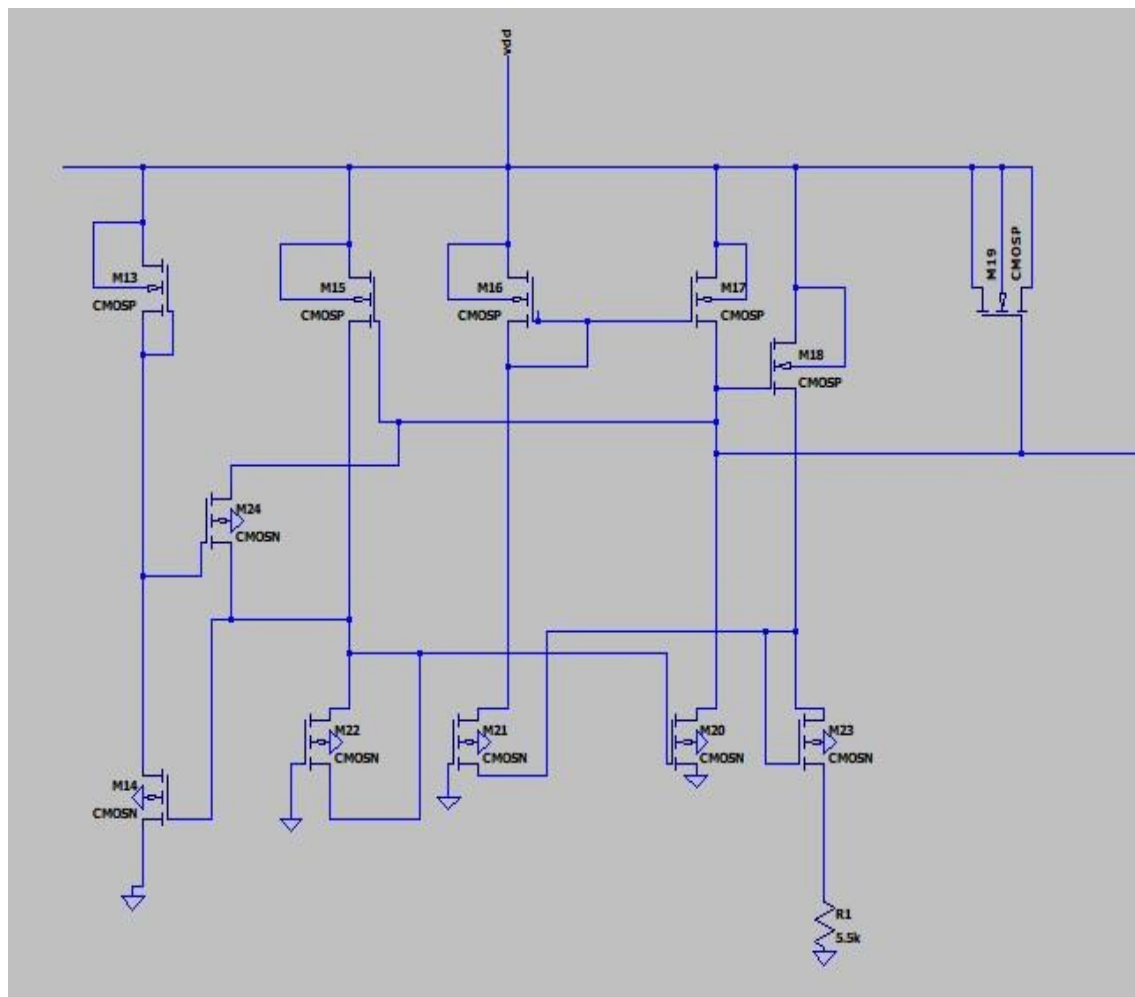 vdd
M13
CMOSP
M15
CMOSP
M16
CMOSP
M17
CMOSP
M18
CMOSP
M19
CMOSP
M24
CMOSN
M22
CMOSN
M21
CMOSN
M20
CMOSN
M23
CMOSN
M14
CMOSN
R1
5.5k